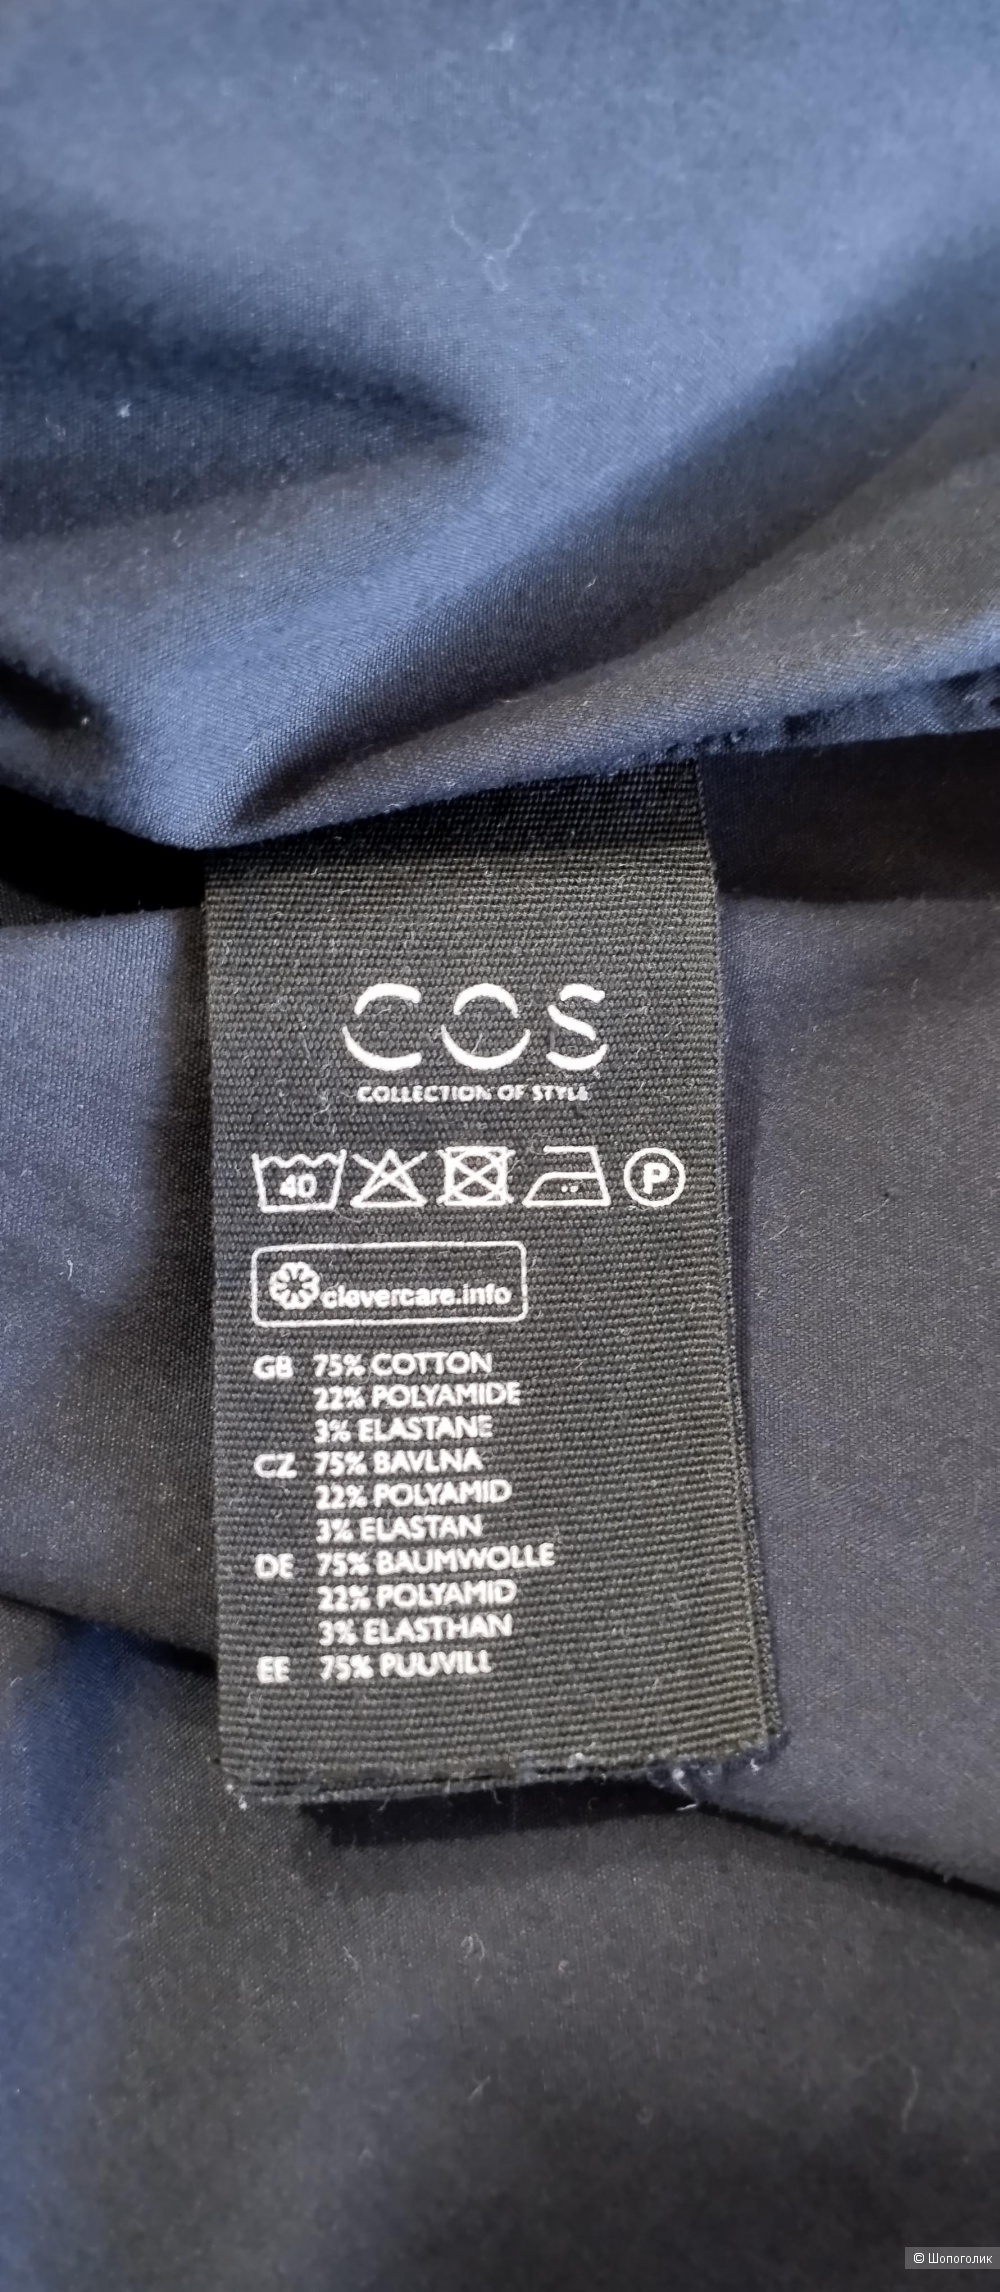 COS
COLLECTION OF STYLE
40 P
clevercare.info
GB 75% COTTON
22% POLYAMIDE
3% ELASTANE
CZ 75% BAVLNA
22% POLYAMID
3% ELASTAN
DE 75% BAUMWOLLE
22% POLYAMID
3% ELASTHAN
EE 75% PUUVILL
© Шопоголик